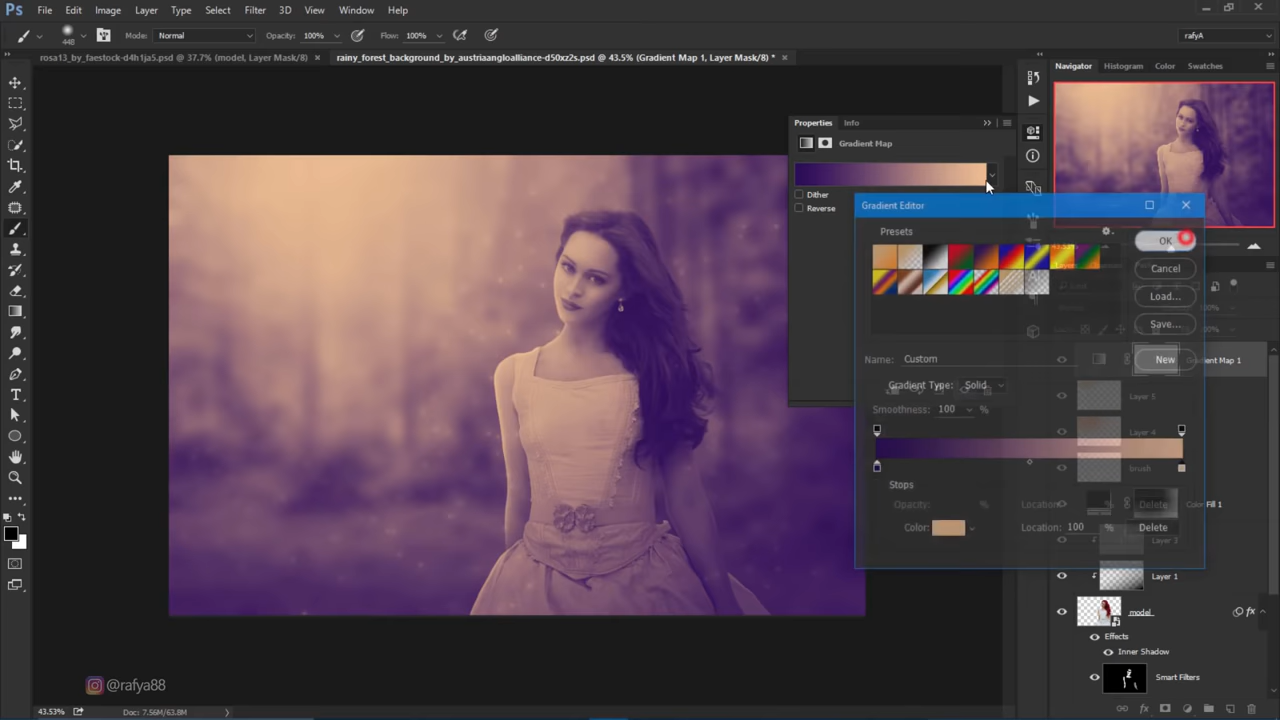 Ps File Edit Image Layer Type Select Filter 3D View Window Help
448 Mode: Normal Opacity: 100% Flow: 100% rafyA
rosa13_by_faestock-d4h1ja5.psd @ 37.7% (model, Layer Mask/8) × rainy_forest_background_by_austriaangloalliance-d50xz2s.psd @ 43.5% (Gradient Map 1, Layer Mask/8) * ×
Navigator Histogram Color Swatches
Properties Info
Gradient Map
Dither
Reverse
Gradient Editor
Presets
OK
Cancel
Load...
Save...
Name: Custom
New
Gradient Map 1
Gradient Type: Solid
Layer 5
Smoothness: 100 %
Layer 4
brush
Stops
Opacity: % Location: % Delete
Color Fill 1
Color: Location: 100 % Delete
Layer 3
Layer 1
model fx
Effects
Inner Shadow
Smart Filters
@rafya88
43.53% Doc: 7.56M/63.8M
fx